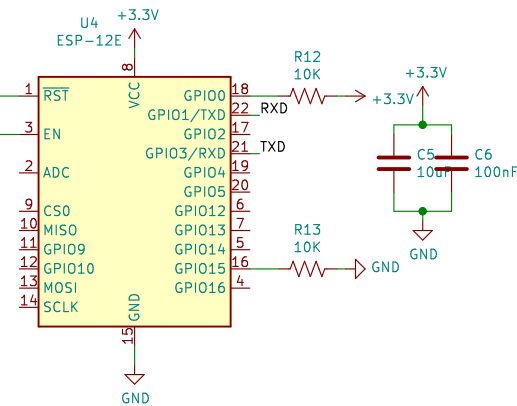 U4
+3.3V
ESP-12E
8
VCC
1
RST
3
EN
2
ADC
9
CS0
10
MISO
11
GPIO9
12
GPIO10
13
MOSI
14
SCLK
GPIO0
18
GPIO1/TXD
22
RXD
GPIO2
17
GPIO3/RXD
21
TXD
GPIO4
19
GPIO5
20
GPIO12
6
GPIO13
7
GPIO14
5
GPIO15
16
GPIO16
4
GND
15
GND
R12
10K
+3.3V
R13
10K
GND
+3.3V
C5
10uF
C6
100nF
GND